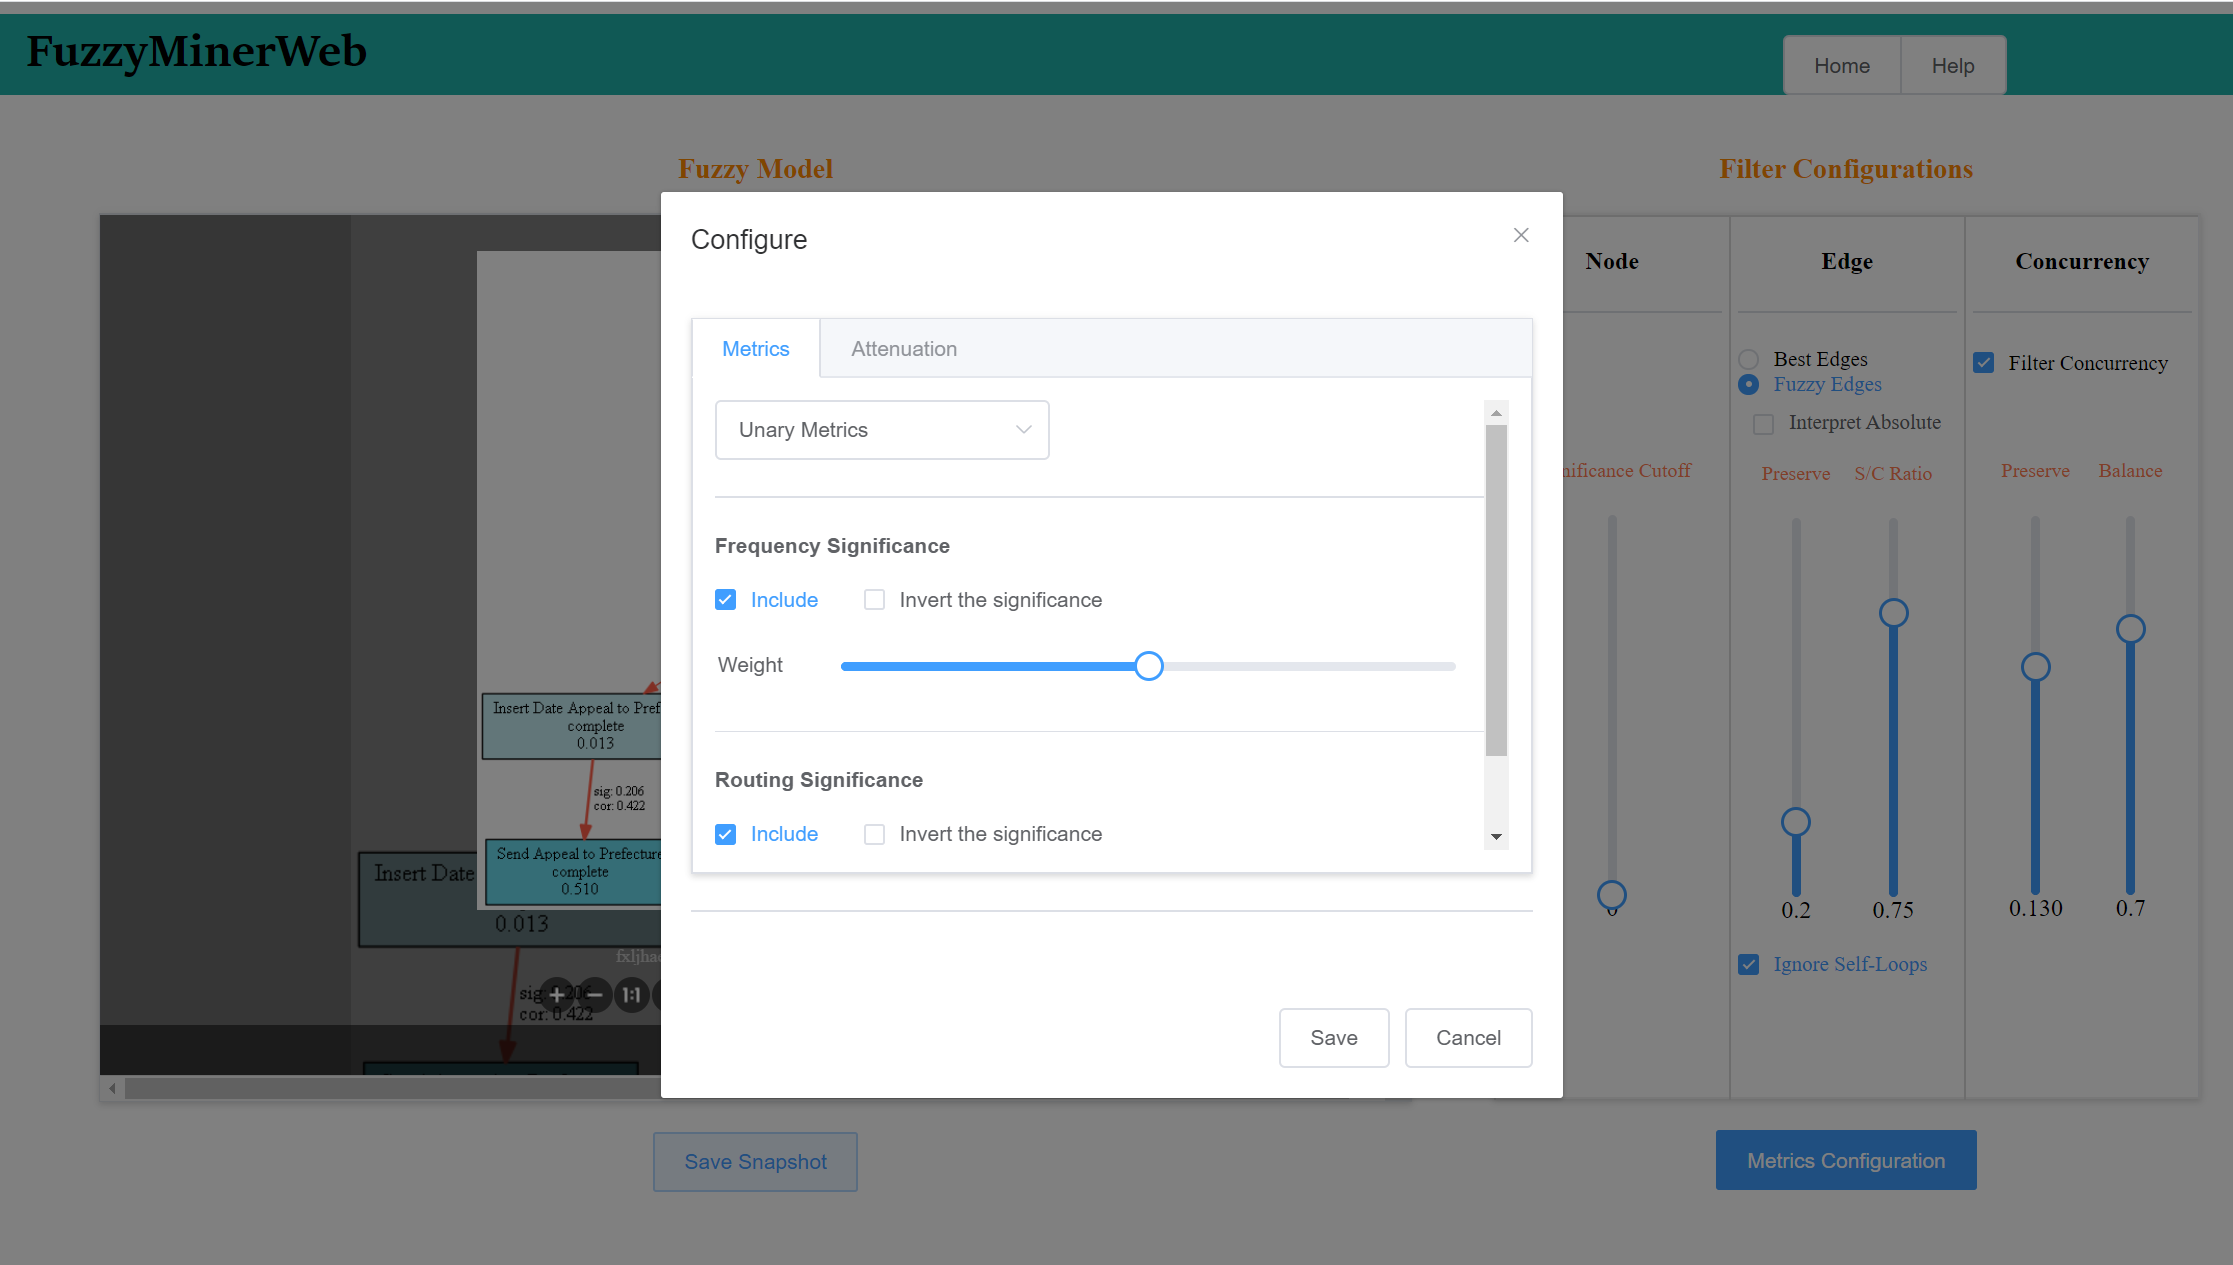 FuzzyMinerWeb
Home
Help
Fuzzy Model
Filter Configurations
Configure
Metrics
Attenuation
Unary Metrics
Frequency Significance
Include
Invert the significance
Weight
Routing Significance
Include
Invert the significance
Save
Cancel
Insert Date Appeal to Pref
complete
0.013
sig: 0.206
cor: 0.422
Send Appeal to Prefecture
complete
0.510
Insert Date
0.013
sig: 0.206
cor: 0.422
1:1
Node
nificance Cutoff
0
Edge
Best Edges
Fuzzy Edges
Interpret Absolute
Preserve
S/C Ratio
0.2
0.75
Ignore Self-Loops
Concurrency
Filter Concurrency
Preserve
Balance
0.130
0.7
Save Snapshot
Metrics Configuration